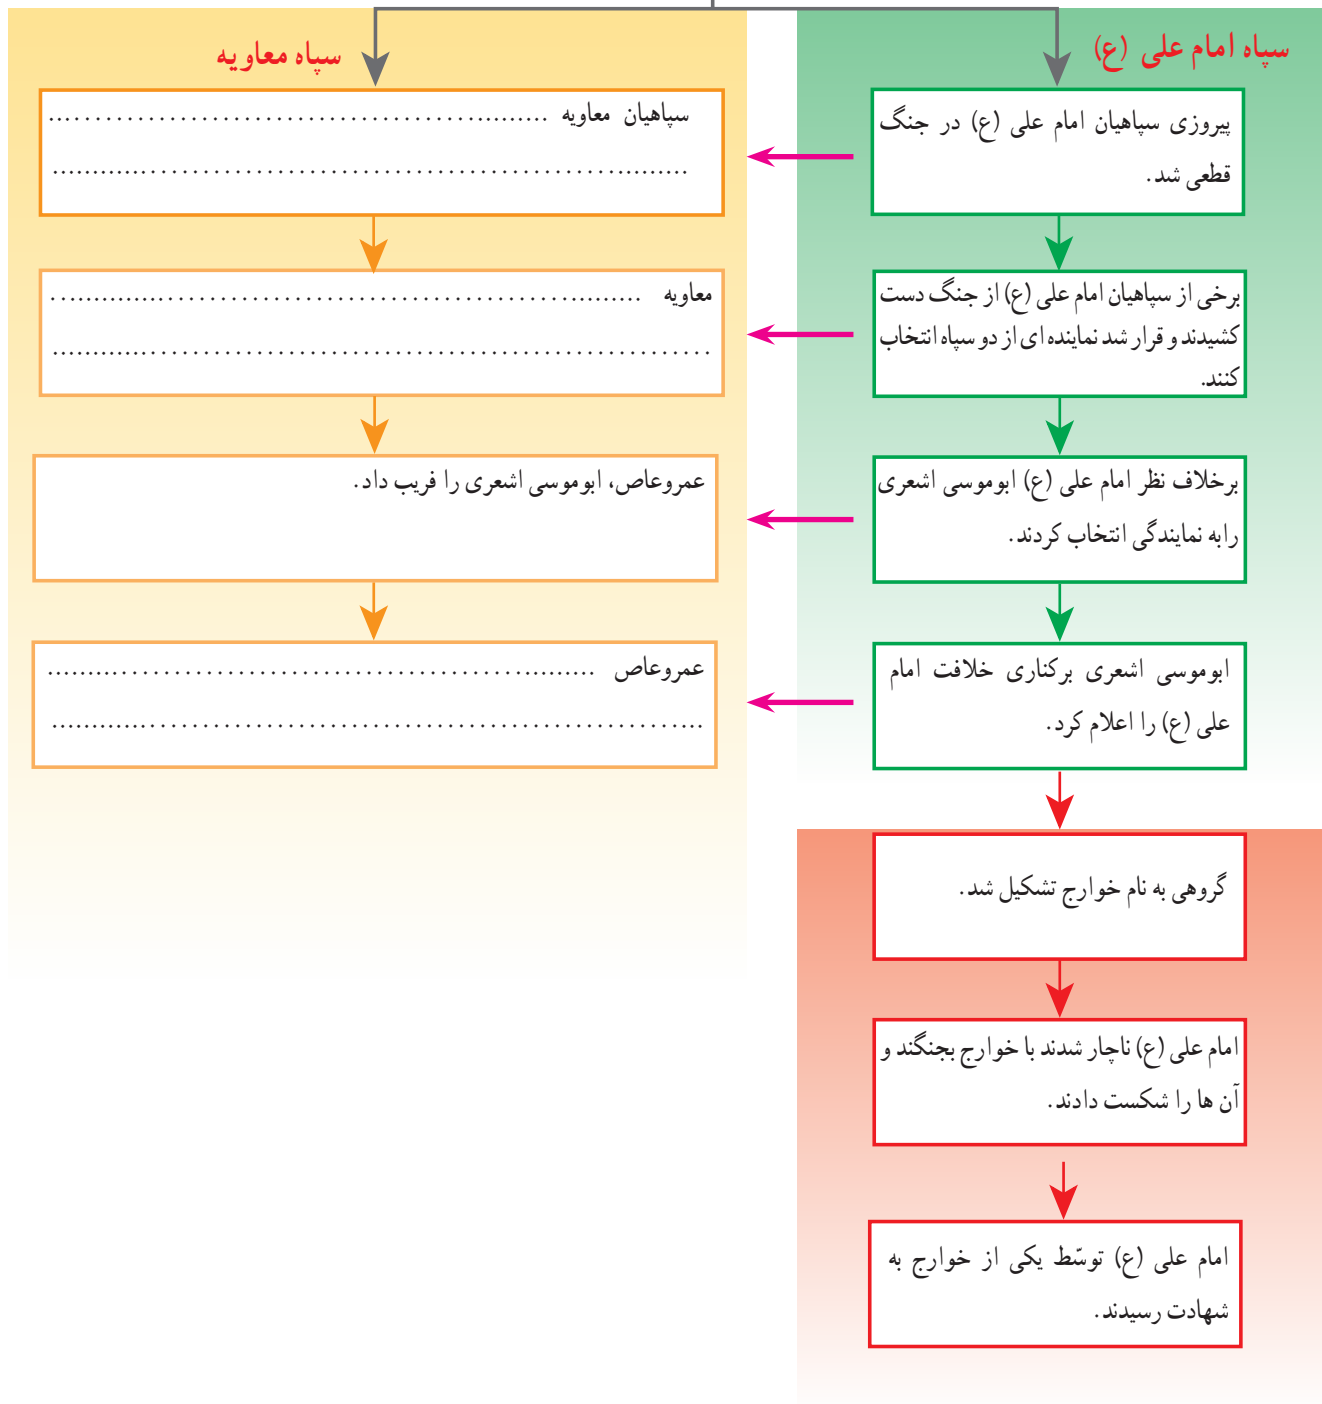 سپاه امام علی (ع)
پیروزی سپاهیان امام علی (ع) در جنگ
قطعی شد.
برخی از سپاهیان امام علی (ع) از جنگ دست
کشیدند و قرار شد نماینده ای از دو سپاه انتخاب
کنند.
برخلاف نظر امام علی (ع) ابوموسی اشعری
رابه نمایندگی انتخاب کردند.
ابوموسی اشعری برکناری خلافت امام
علی (ع) را اعلام کرد.
گروهی به نام خوارج تشکیل شد.
امام علی (ع) ناچار شدند با خوارج بجنگند و
آن ها را شکست دادند.
امام علی (ع) توسّط یکی از خوارج به
شهادت رسیدند.
سپاه معاویه
سپاهیان معاویه ...............................................
............................................................
معاویه .......................................................
..............................................................
عمروعاص، ابوموسی اشعری را فریب داد.
عمروعاص ...................................................
.............................................................